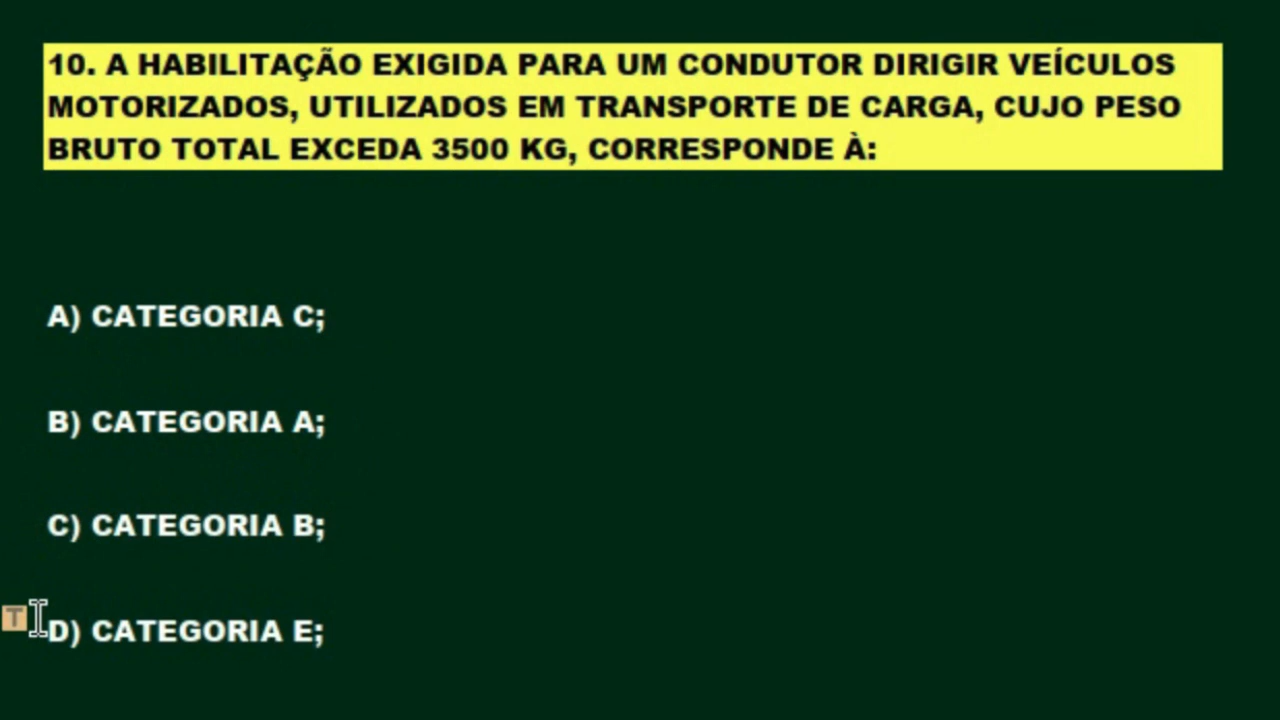 10. A HABILITAÇÃO EXIGIDA PARA UM CONDUTOR DIRIGIR VEÍCULOS
MOTORIZADOS, UTILIZADOS EM TRANSPORTE DE CARGA, CUJO PESO
BRUTO TOTAL EXCEDA 3500 KG, CORRESPONDE À:
A) CATEGORIA C;
B) CATEGORIA A;
C) CATEGORIA B;
T
D) CATEGORIA E;